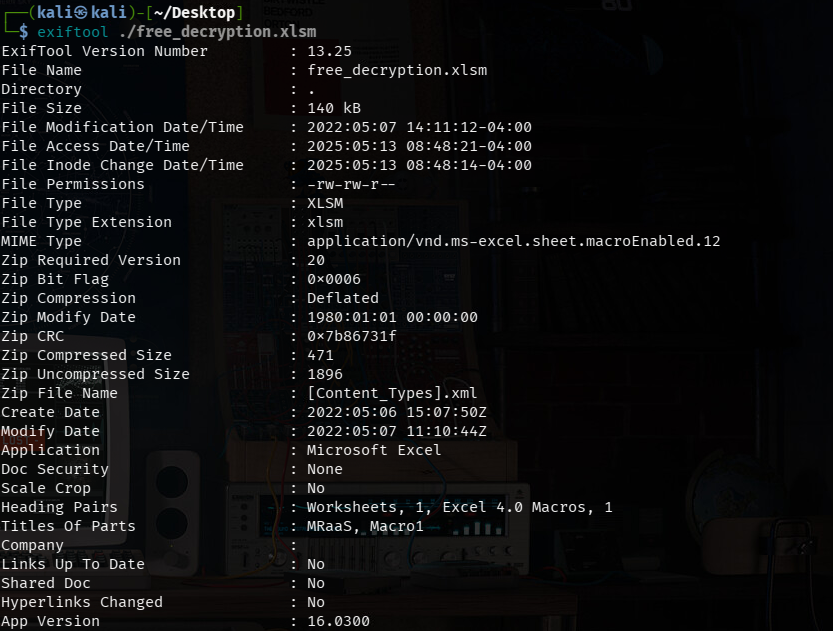 (kali㉿kali)-[~/Desktop]
$ exiftool ./free_decryption.xlsm
ExifTool Version Number : 13.25
File Name : free_decryption.xlsm
Directory : .
File Size : 140 kB
File Modification Date/Time : 2022:05:07 14:11:12-04:00
File Access Date/Time : 2025:05:13 08:48:21-04:00
File Inode Change Date/Time : 2025:05:13 08:48:14-04:00
File Permissions : -rw-rw-r--
File Type : XLSM
File Type Extension : xlsm
MIME Type : application/vnd.ms-excel.sheet.macroEnabled.12
Zip Required Version : 20
Zip Bit Flag : 0x0006
Zip Compression : Deflated
Zip Modify Date : 1980:01:01 00:00:00
Zip CRC : 0x7b86731f
Zip Compressed Size : 471
Zip Uncompressed Size : 1896
Zip File Name : [Content_Types].xml
Create Date : 2022:05:06 15:07:50Z
Modify Date : 2022:05:07 11:10:44Z
Application : Microsoft Excel
Doc Security : None
Scale Crop : No
Heading Pairs : Worksheets, 1, Excel 4.0 Macros, 1
Titles Of Parts : MRaaS, Macro1
Company :
Links Up To Date : No
Shared Doc : No
Hyperlinks Changed : No
App Version : 16.0300